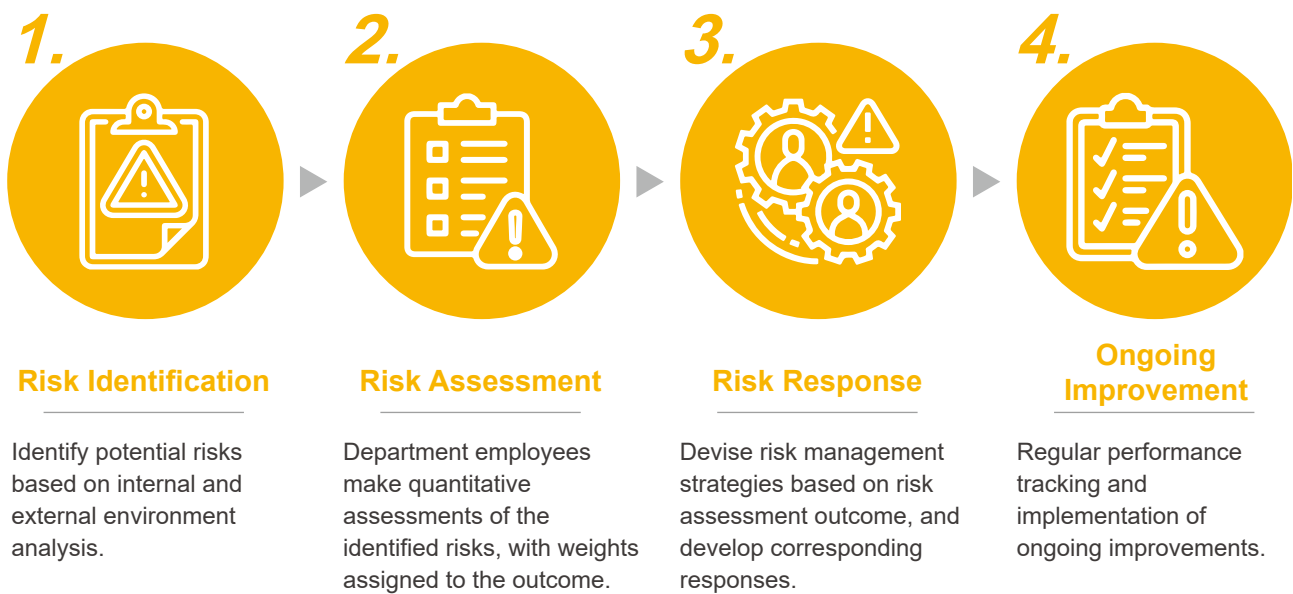 1.
Risk Identification
Identify potential risks
based on internal and
external environment
analysis.
2.
Risk Assessment
Department employees
make quantitative
assessments of the
identified risks, with weights
assigned to the outcome.
3.
Risk Response
Devise risk management
strategies based on risk
assessment outcome, and
develop corresponding
responses.
4.
Ongoing
Improvement
Regular performance
tracking and
implementation of
ongoing improvements.